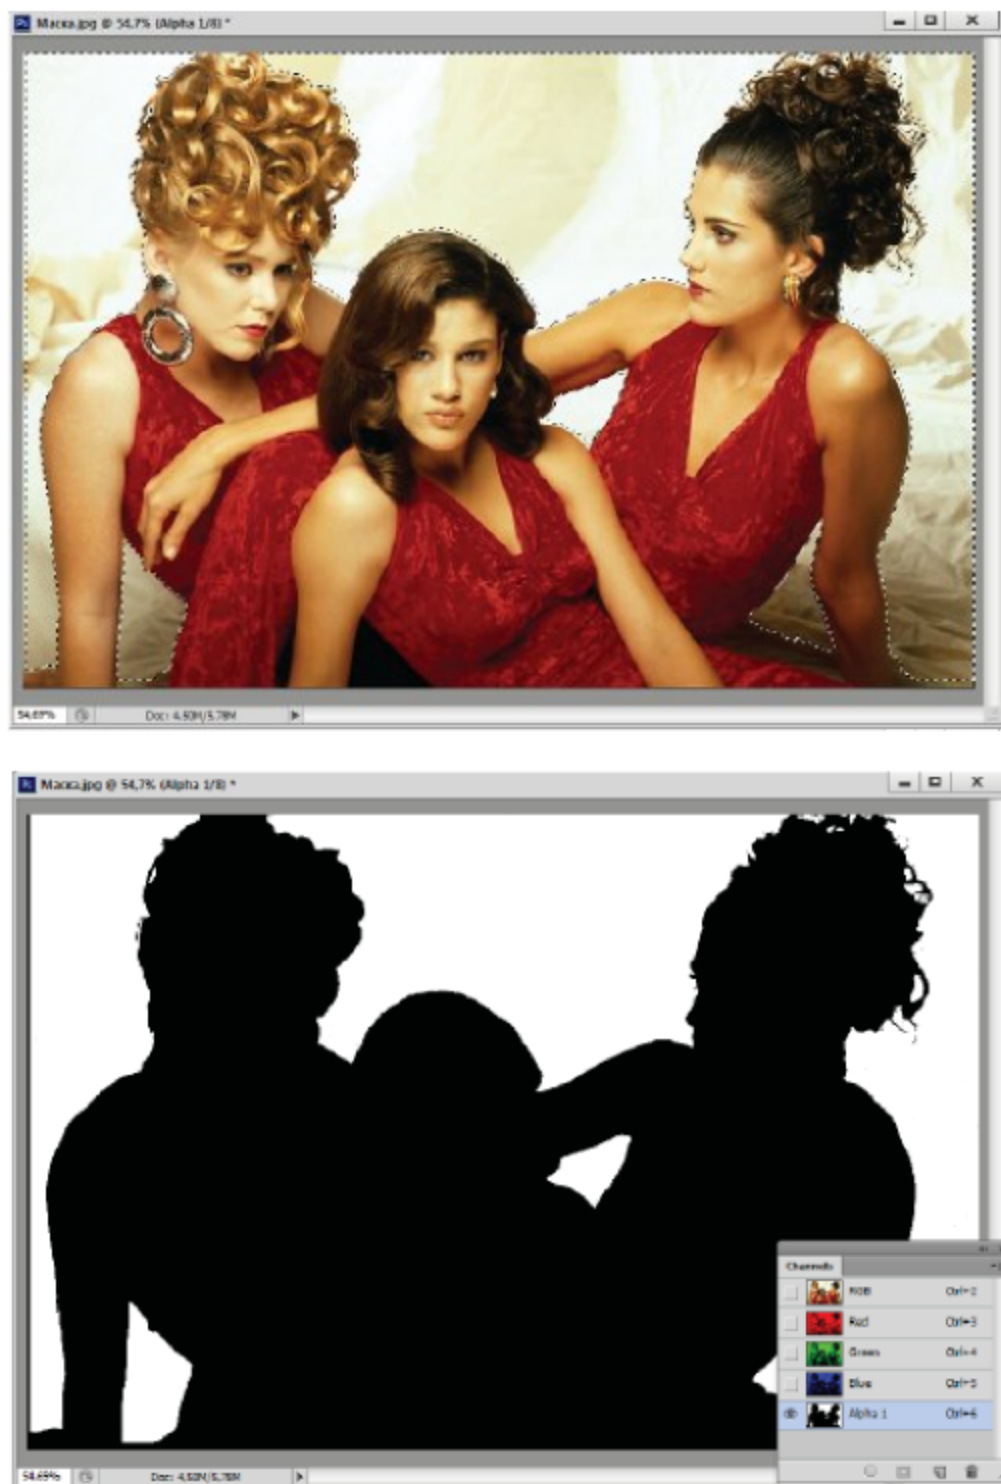 Ps Маска.jpg @ 54,7% (Alpha 1/8) *
54.69%
Doc: 4.50M/5.78M
Ps Маска.jpg @ 54,7% (Alpha 1/8) *
Channels
RGB Ctrl+2
Red Ctrl+3
Green Ctrl+4
Blue Ctrl+5
Alpha 1 Ctrl+6
54.69%
Doc: 4.50M/5.78M